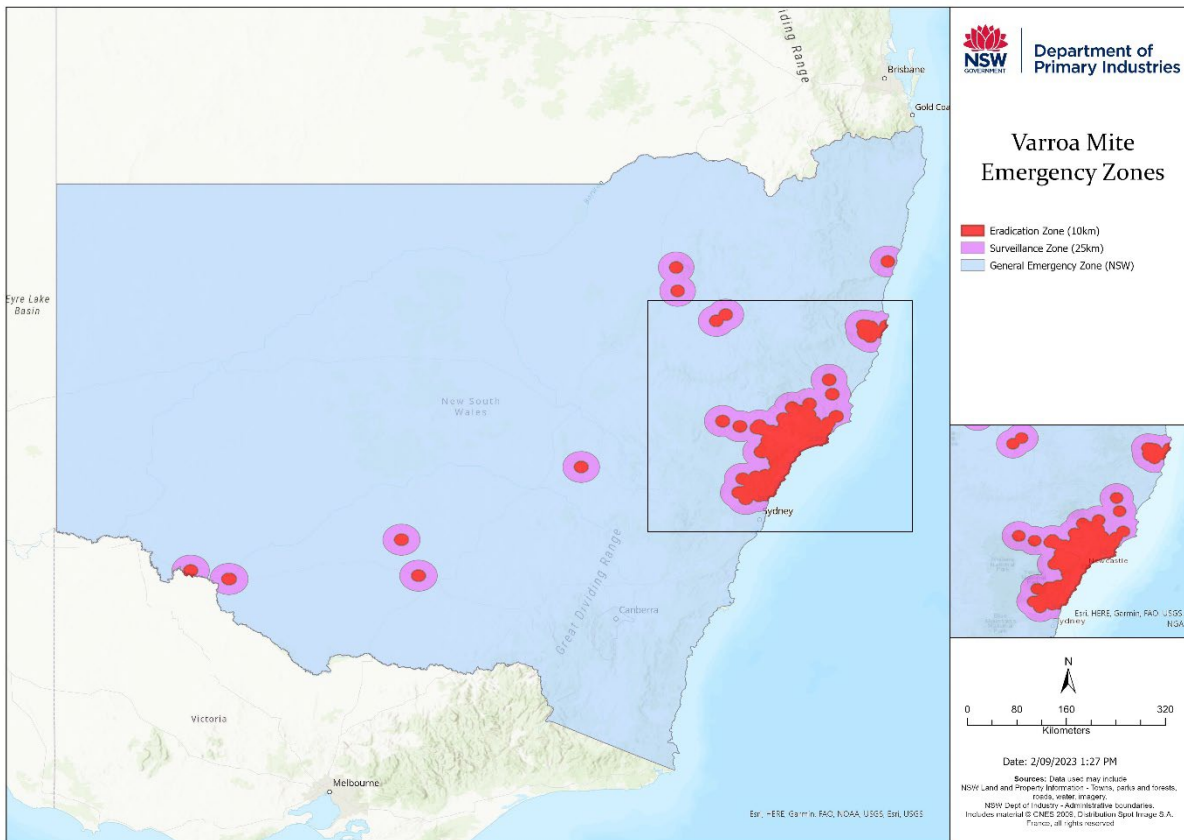 Dividing Range
Brisbane
Gold Coa
Eyre Lake
Basin
New South
Wales
Sydney
Great Dividing Range
Canberra
Victoria
Melbourne
Esri, HERE, Garmin, FAO, NOAA, USGS, Esri, USGS
NSW
GOVERNMENT
Department of
Primary Industries
Varroa Mite
Emergency Zones
Eradication Zone (10km)
Surveillance Zone (25km)
General Emergency Zone (NSW)
Newcastle
Esri, HERE, Garmin, FAO, USGS
NGA
ydney
N
0 80 160 320
Kilometers
Date: 2/09/2023 1:27 PM
Sources: Data used may include
NSW Land and Property Information - Towns, parks and forests,
roads, water, imagery.
NSW Dept of Industry - Administrative boundaries.
Includes material © CNES 2009, Distribution Spot Image S.A.
France, all rights reserved